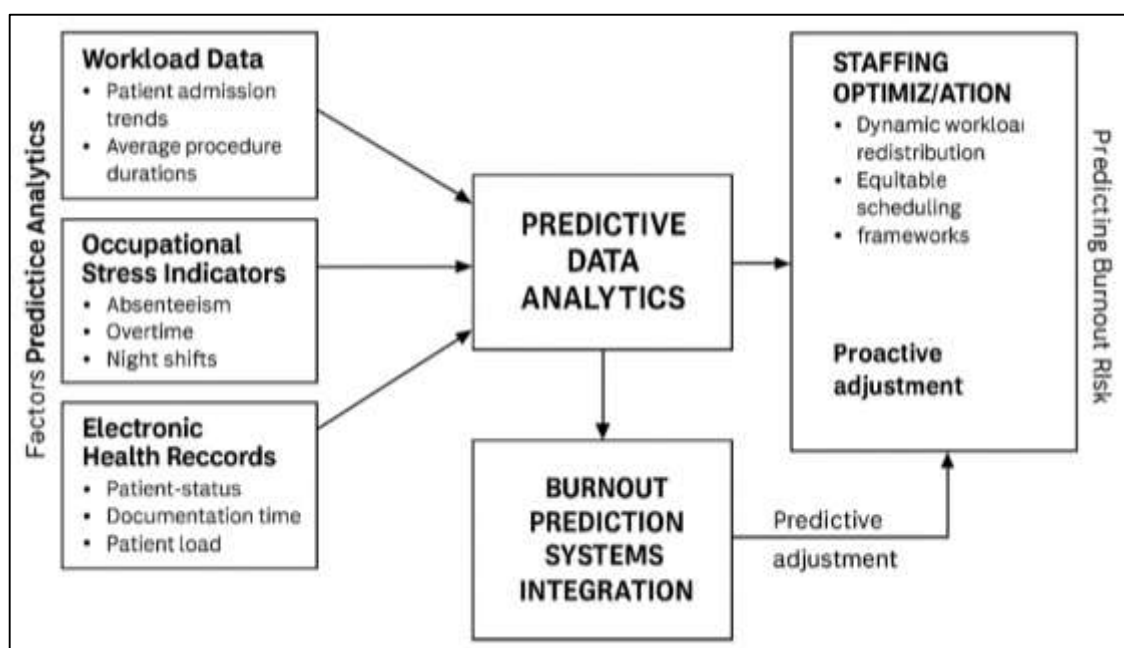 Factors Predictice Analytics
Workload Data
• Patient admission
trends
• Average procedure
durations
Occupational
Stress Indicators
• Absenteeism
• Overtime
• Night shifts
Electronic
Health Reccords
• Patient-status
• Documentation time
• Patient load
PREDICTIVE
DATA
ANALYTICS
BURNOUT
PREDICTION
SYSTEMS
INTEGRATION
Predictive
adjustment
STAFFING
OPTIMIZ/ATION
• Dynamic workloaı
redistribution
• Equitable
scheduling
• frameworks
Proactive
adjustment
Predicting Burnout Risk